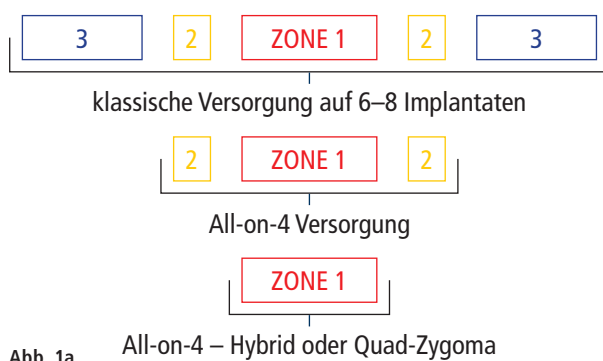 3 2 ZONE 1 2 3
klassische Versorgung auf 6–8 Implantaten
2 ZONE 1 2
All-on-4 Versorgung
ZONE 1
Abb. 1a All-on-4 – Hybrid oder Quad-Zygoma